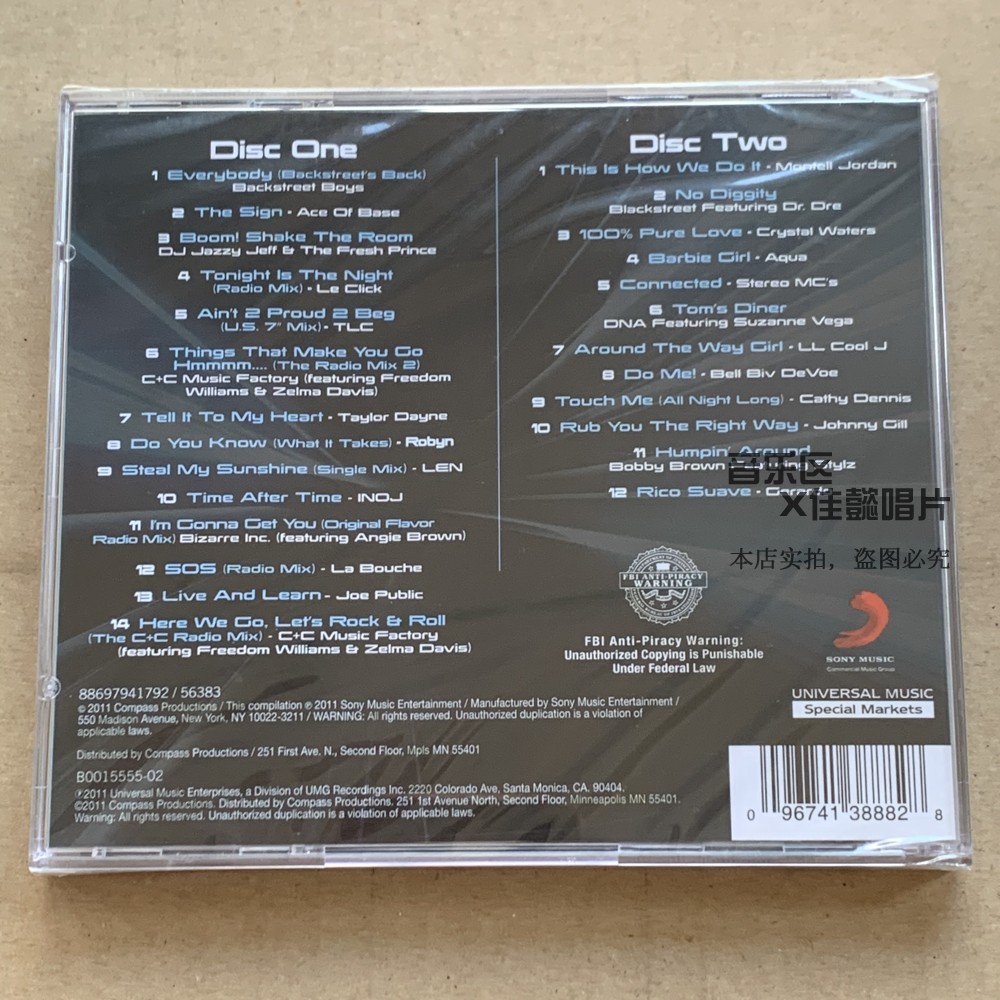 Disc One
1 Everybody (Backstreet's Back)
Backstreet Boys
2 The Sign - Ace Of Base
3 Boom! Shake The Room
DJ Jazzy Jeff & The Fresh Prince
4 Tonight Is The Night
(Radio Mix) - Le Click
5 Ain't 2 Proud 2 Beg
(U.S. 7" Mix) - TLC
6 Things That Make You Go
Hmmmm.... (The Radio Mix 2)
C+C Music Factory (featuring Freedom
Williams & Zelma Davis)
7 Tell It To My Heart - Taylor Dayne
8 Do You Know (What It Takes) - Robyn
9 Steal My Sunshine (Single Mix) - LEN
10 Time After Time - INOJ
11 I'm Gonna Get You (Original Flavor
Radio Mix) Bizarre Inc. (featuring Angie Brown)
12 SOS (Radio Mix) - La Bouche
13 Live And Learn - Joe Public
14 Here We Go, Let's Rock & Roll
(The C+C Radio Mix) - C+C Music Factory
(featuring Freedom Williams & Zelma Davis)
Disc Two
1 This Is How We Do It - Montell Jordan
2 No Diggity
Blackstreet Featuring Dr. Dre
3 100% Pure Love - Crystal Waters
4 Barbie Girl - Aqua
5 Connected - Stereo MC's
6 Tom's Diner
DNA Featuring Suzanne Vega
7 Around The Way Girl - LL Cool J
8 Do Me! - Bell Biv DeVoe
9 Touch Me (All Night Long) - Cathy Dennis
10 Rub You The Right Way - Johnny Gill
11 Humpin' Around
Bobby Brown
12 Rico Suave -
音乐区
X佳懿唱片
本店实拍，盗图必究
FBI ANTI-PIRACY
WARNING
FBI Anti-Piracy Warning:
Unauthorized Copying is Punishable
Under Federal Law
SONY MUSIC
Commercial Music Group
UNIVERSAL MUSIC
Special Markets
88697941792 / 56383
© 2011 Compass Productions / This compilation ℗ 2011 Sony Music Entertainment / Manufactured by Sony Music Entertainment /
550 Madison Avenue, New York, NY 10022-3211 / WARNING: All rights reserved. Unauthorized duplication is a violation of
applicable laws.
Distributed by Compass Productions / 251 First Ave. N., Second Floor, Mpls MN 55401
B0015555-02
℗2011 Universal Music Enterprises, a Division of UMG Recordings Inc. 2220 Colorado Ave, Santa Monica, CA. 90404.
©2011 Compass Productions. Distributed by Compass Productions. 251 1st Avenue North, Second Floor, Minneapolis MN 55401.
Warning: All rights reserved. Unauthorized duplication is a violation of applicable laws.
0 96741 38882 8